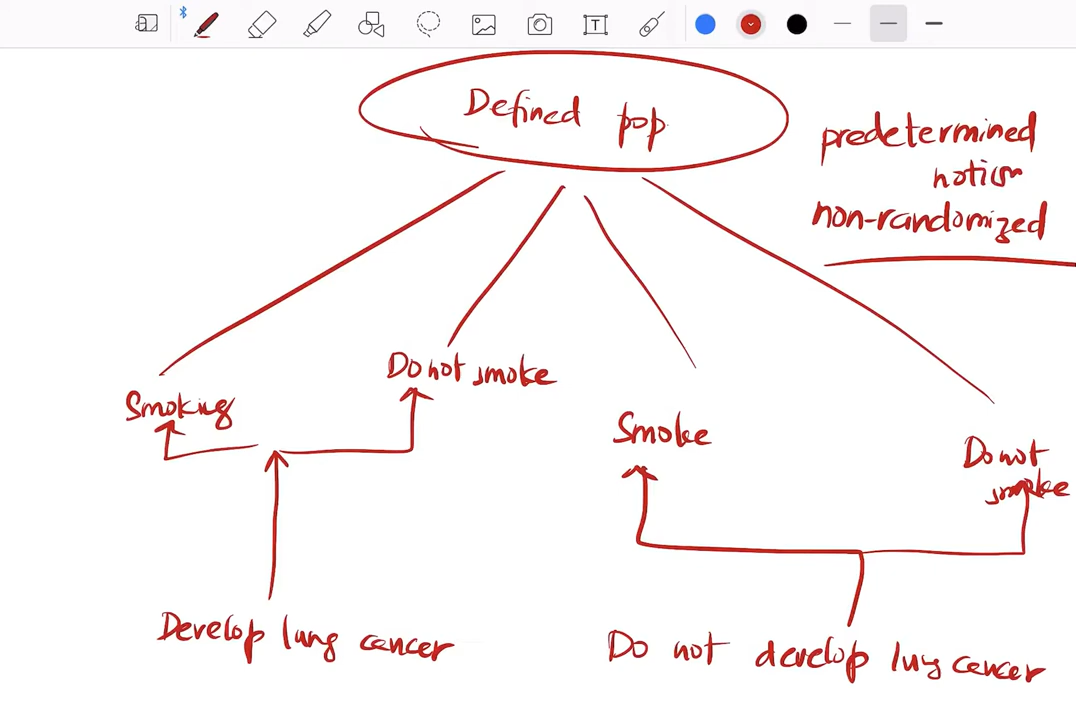 Defined pop
predetermined
notion
non-randomized
Do not smoke
Smoking
Smoke
Do not
smoke
Develop lung cancer
Do not develop lung cancer
T